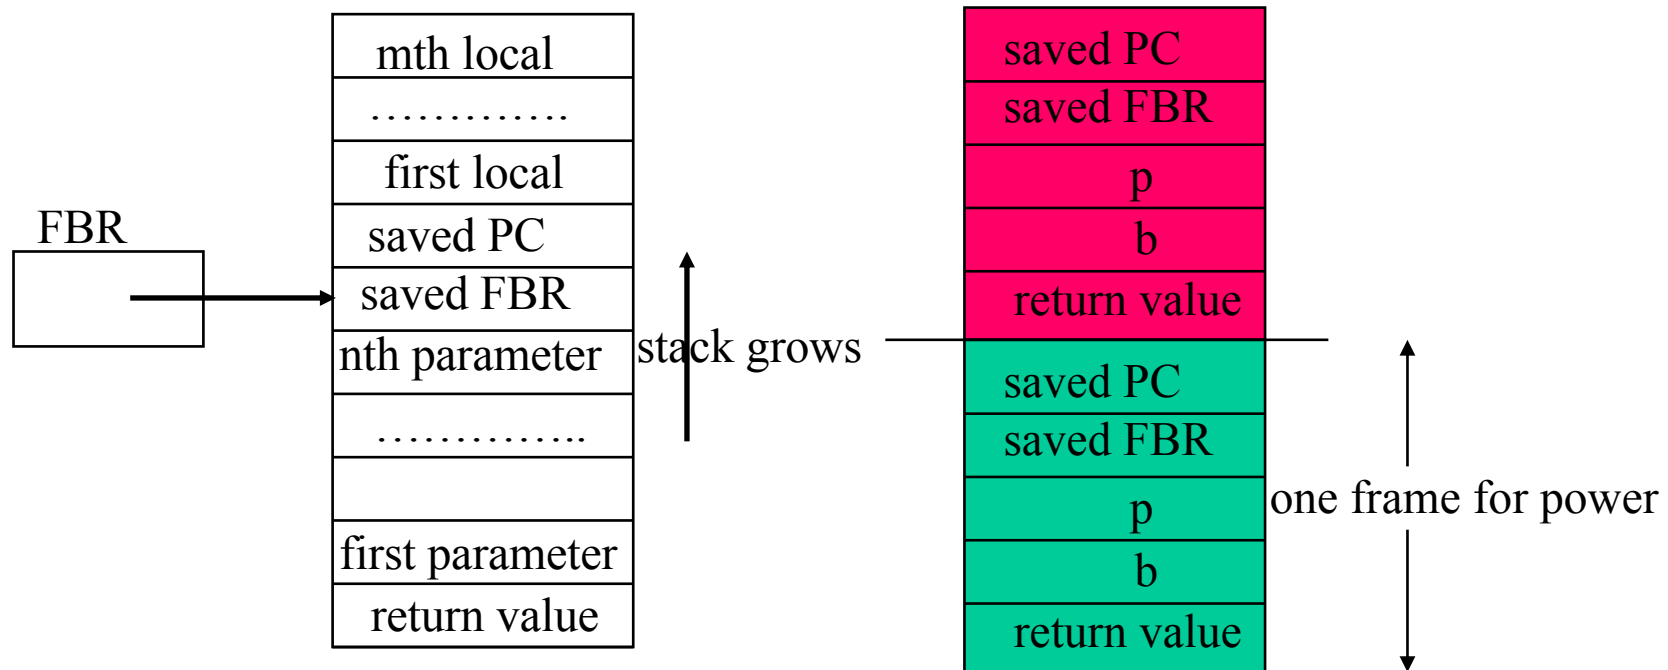 FBR
mth local
………….
first local
saved PC
saved FBR
nth parameter
…………..
first parameter
return value
stack grows
saved PC
saved FBR
p
b
return value
saved PC
saved FBR
p
b
return value
one frame for power